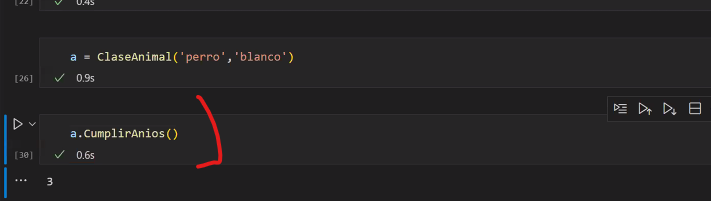 [22]
0.4s
a = ClaseAnimal('perro','blanco')
[26]
0.9s
a.CumplirAnios()
[30]
0.6s
... 3